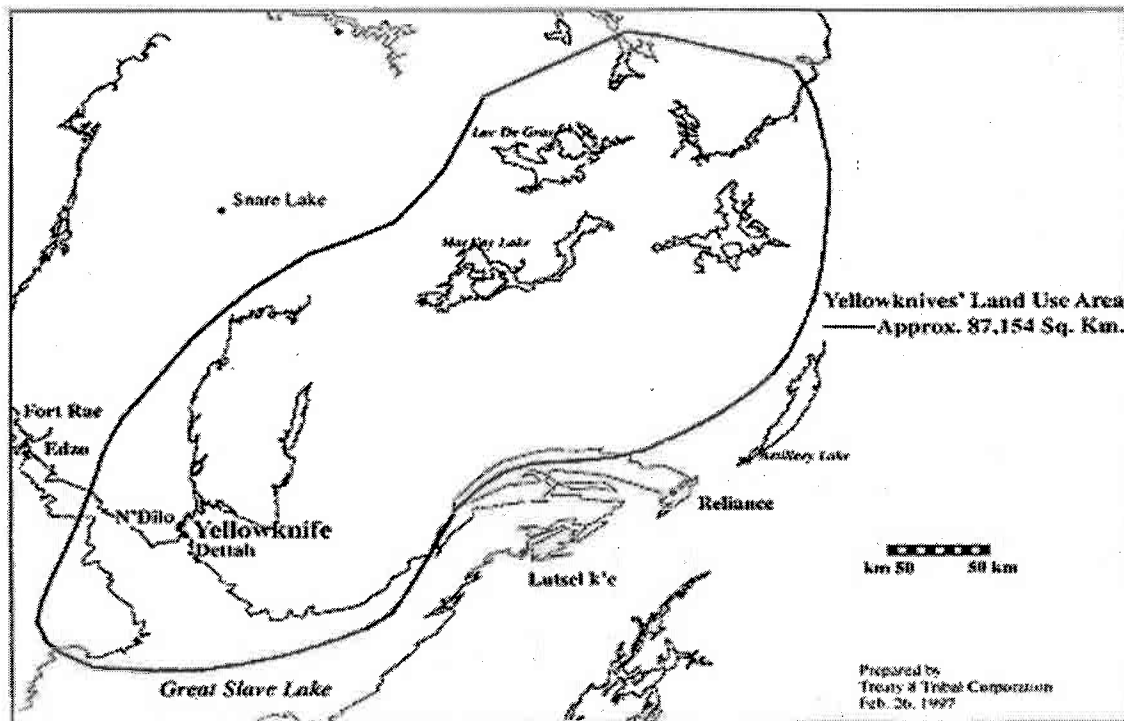 Lac De Gras
Snare Lake
MacKay Lake
Yellowknives' Land Use Area
Approx. 87,154 Sq. Km.
Fort Rae
Edzo
Artillery Lake
Reliance
N'Dilo
Yellowknife
Dettah
Lutsel k'e
km 50 50 km
Great Slave Lake
Prepared by
Treaty 8 Tribal Corporation
Feb. 26, 1997